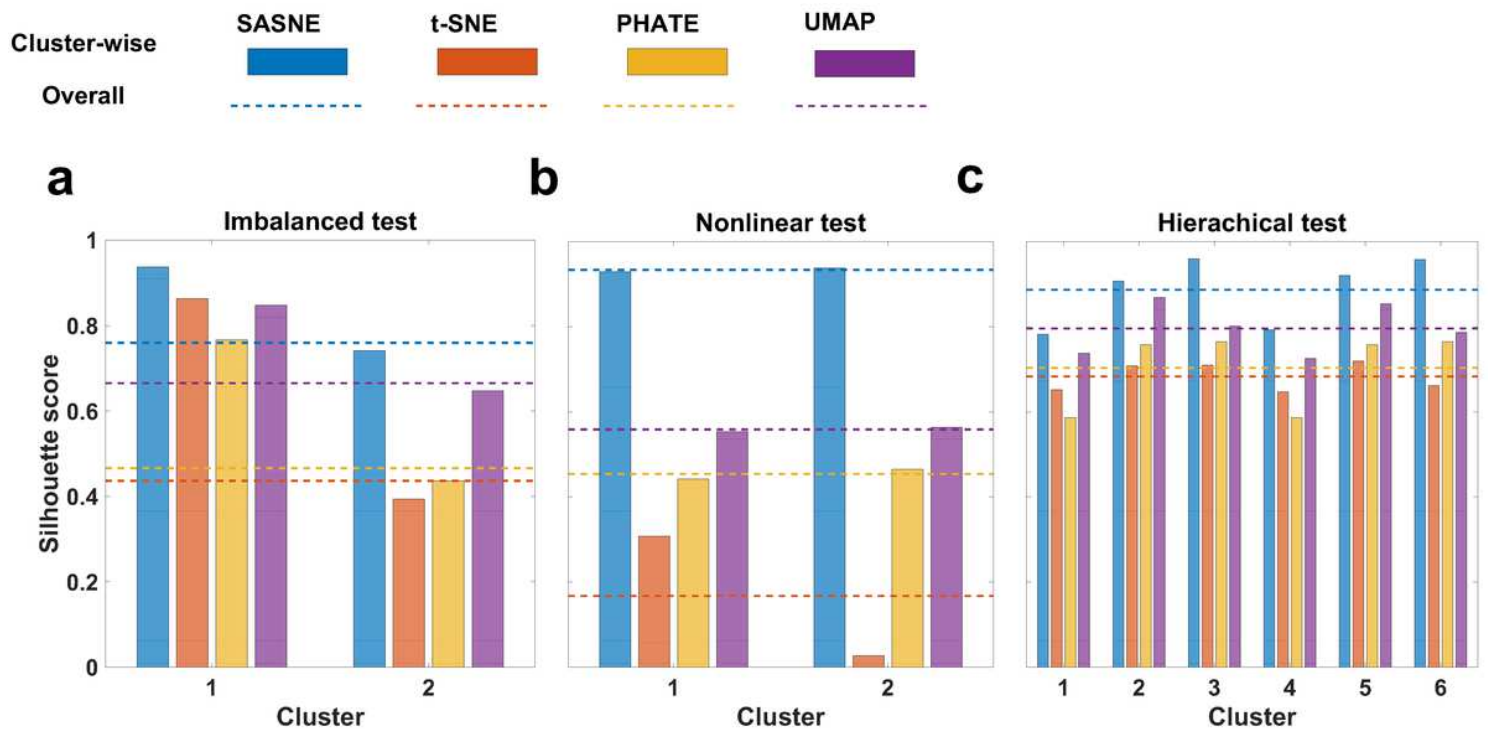 SASNE t-SNE PHATE UMAP
Cluster-wise
Overall
a b c
Imbalanced test Nonlinear test Hierachical test
1
0.8
0.6
0.4
0.2
0
Silhouette score
1 2 1 2 1 2 3 4 5 6
Cluster Cluster Cluster